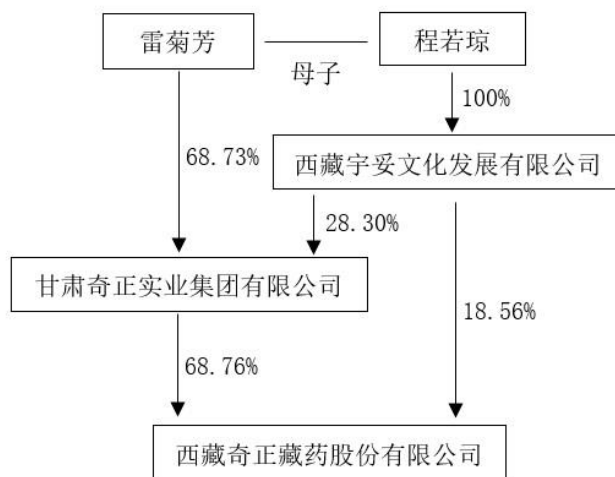 雷菊芳
程若琼
母子
100%
68.73%
西藏宇妥文化发展有限公司
28.30%
甘肃奇正实业集团有限公司
18.56%
68.76%
西藏奇正藏药股份有限公司